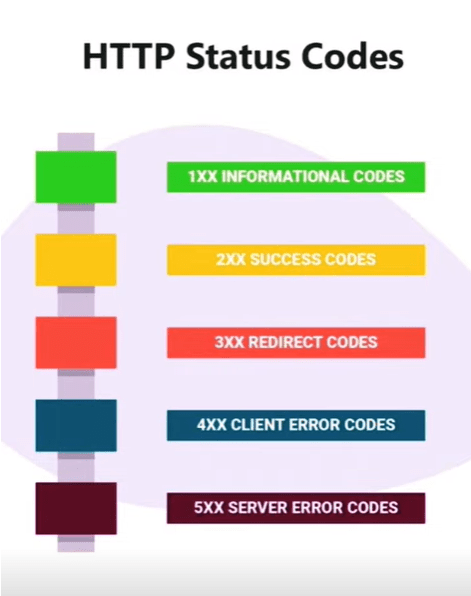 HTTP Status Codes
1XX INFORMATIONAL CODES
2XX SUCCESS CODES
3XX REDIRECT CODES
4XX CLIENT ERROR CODES
5XX SERVER ERROR CODES